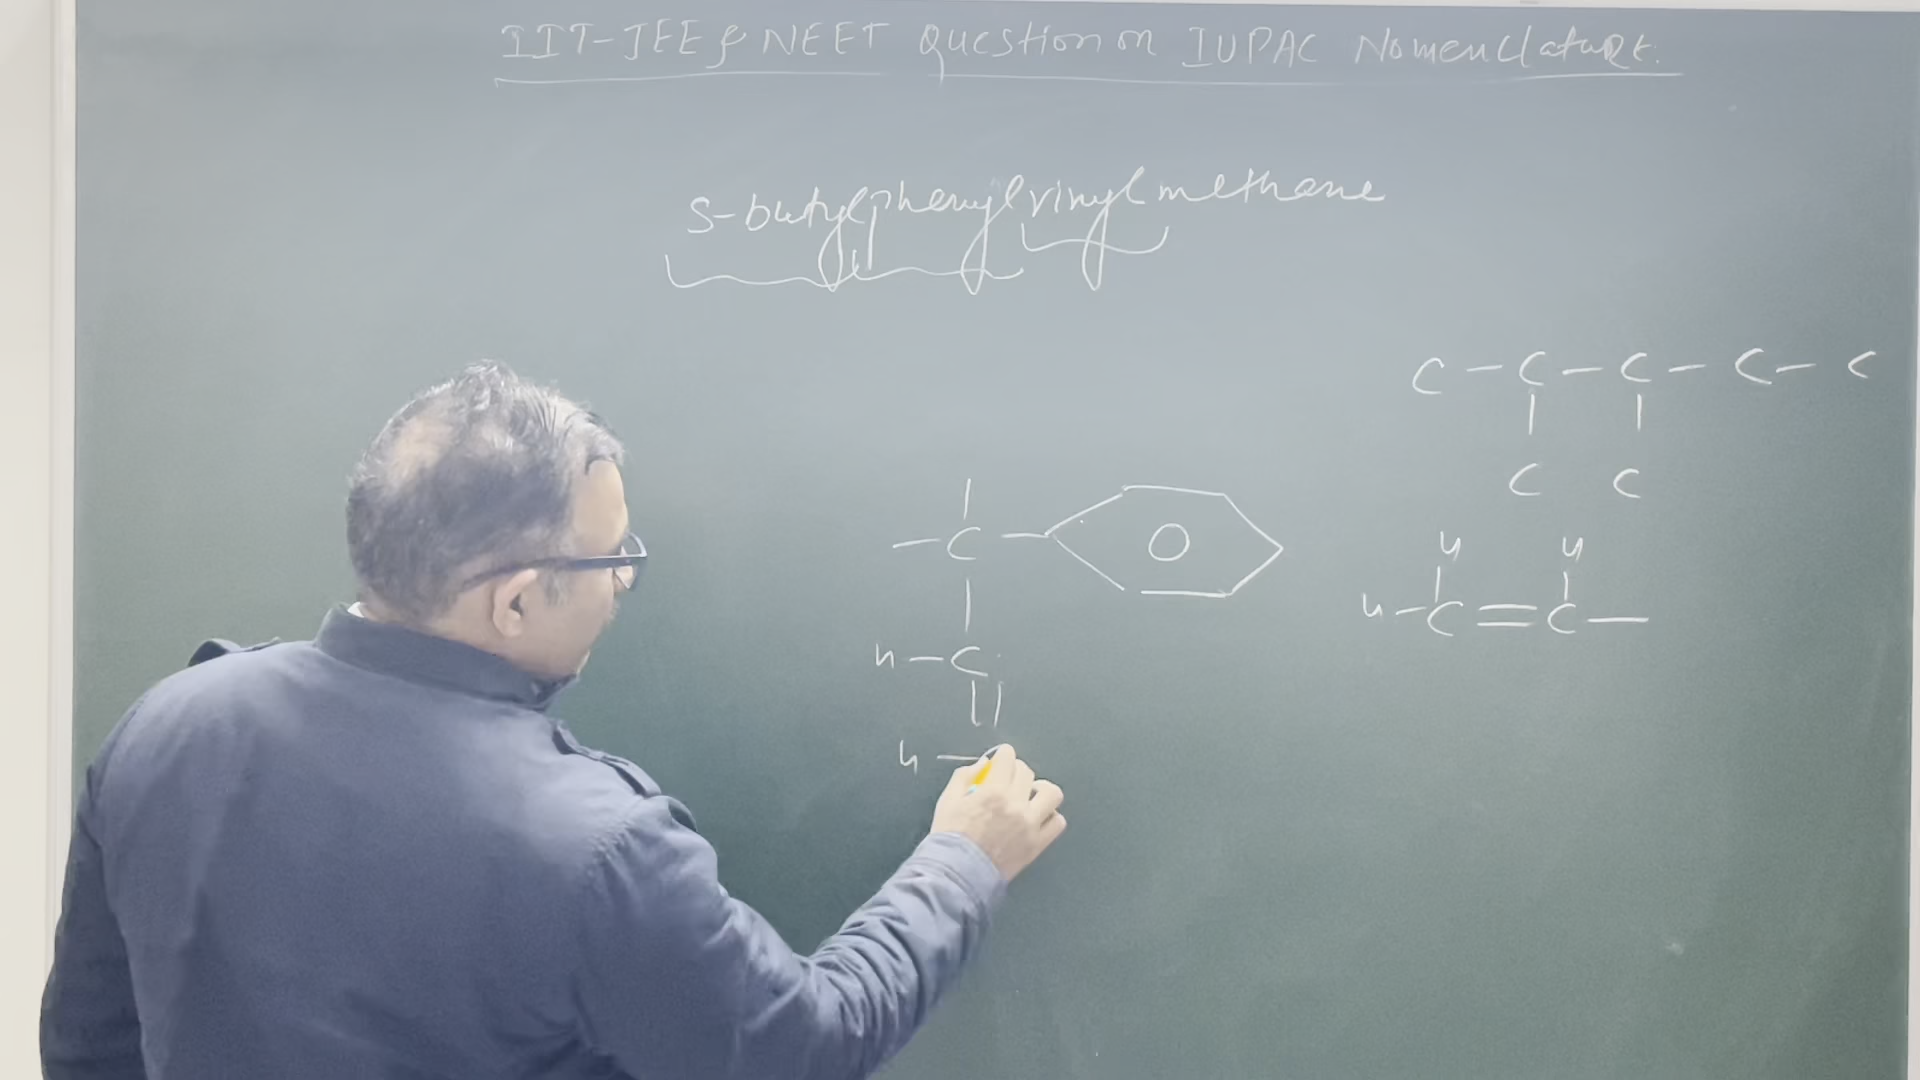 IIT-JEE & NEET Question on IUPAC Nomenclature.
S-butylphenylvinylmethane
C - C - C - C - C
C C
H H
H - C = C -
- C -
H - C
H -